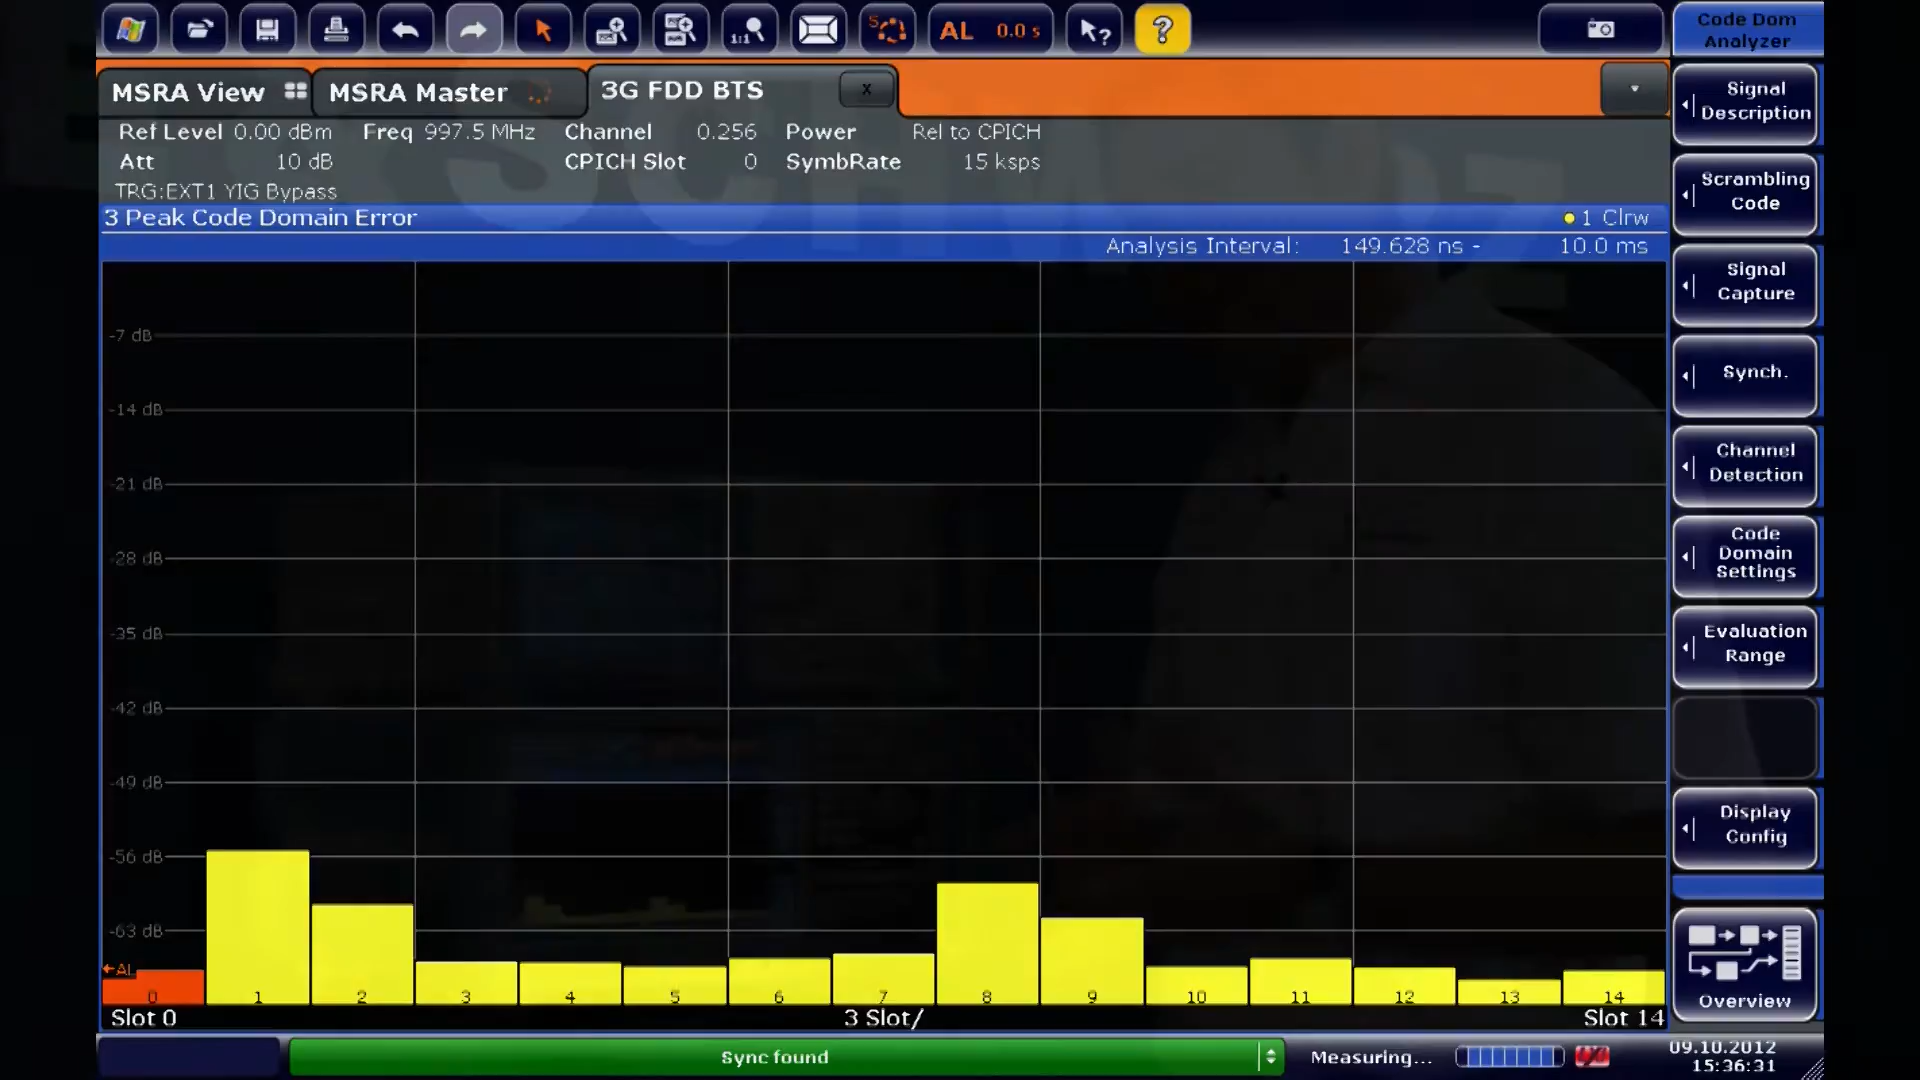 AL 0.0 s
Code Dom
Analyzer
MSRA View
MSRA Master
3G FDD BTS
x
Ref Level 0.00 dBm Freq 997.5 MHz Channel 0.256 Power Rel to CPICH
Att 10 dB CPICH Slot 0 SymbRate 15 ksps
TRG:EXT1 YIG Bypass
3 Peak Code Domain Error
1 Clrw
Analysis Interval: 149.628 ns - 10.0 ms
-7 dB
-14 dB
-21 dB
-28 dB
-35 dB
-42 dB
-49 dB
-56 dB
-63 dB
AL
0 1 2 3 4 5 6 7 8 9 10 11 12 13 14
Slot 0 3 Slot/ Slot 14
Signal
Description
Scrambling
Code
Signal
Capture
Synch.
Channel
Detection
Code
Domain
Settings
Evaluation
Range
Display
Config
Overview
Sync found
Measuring...
09.10.2012
15:36:31